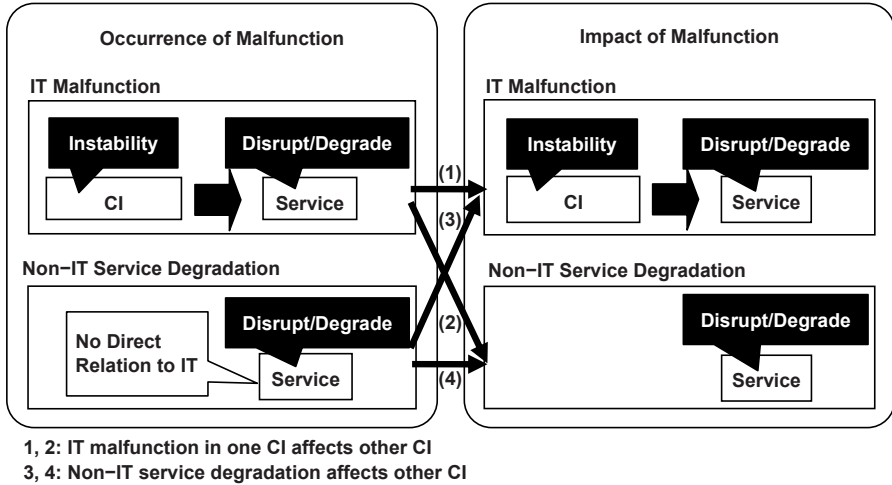 Occurrence of Malfunction
IT Malfunction
Instability
Disrupt/Degrade
CI
Service
Non−IT Service Degradation
Disrupt/Degrade
No Direct
Relation to IT
Service
(1)
(3)
(2)
(4)
Impact of Malfunction
IT Malfunction
Instability
Disrupt/Degrade
CI
Service
Non−IT Service Degradation
Disrupt/Degrade
Service
1, 2: IT malfunction in one CI affects other CI
3, 4: Non−IT service degradation affects other CI